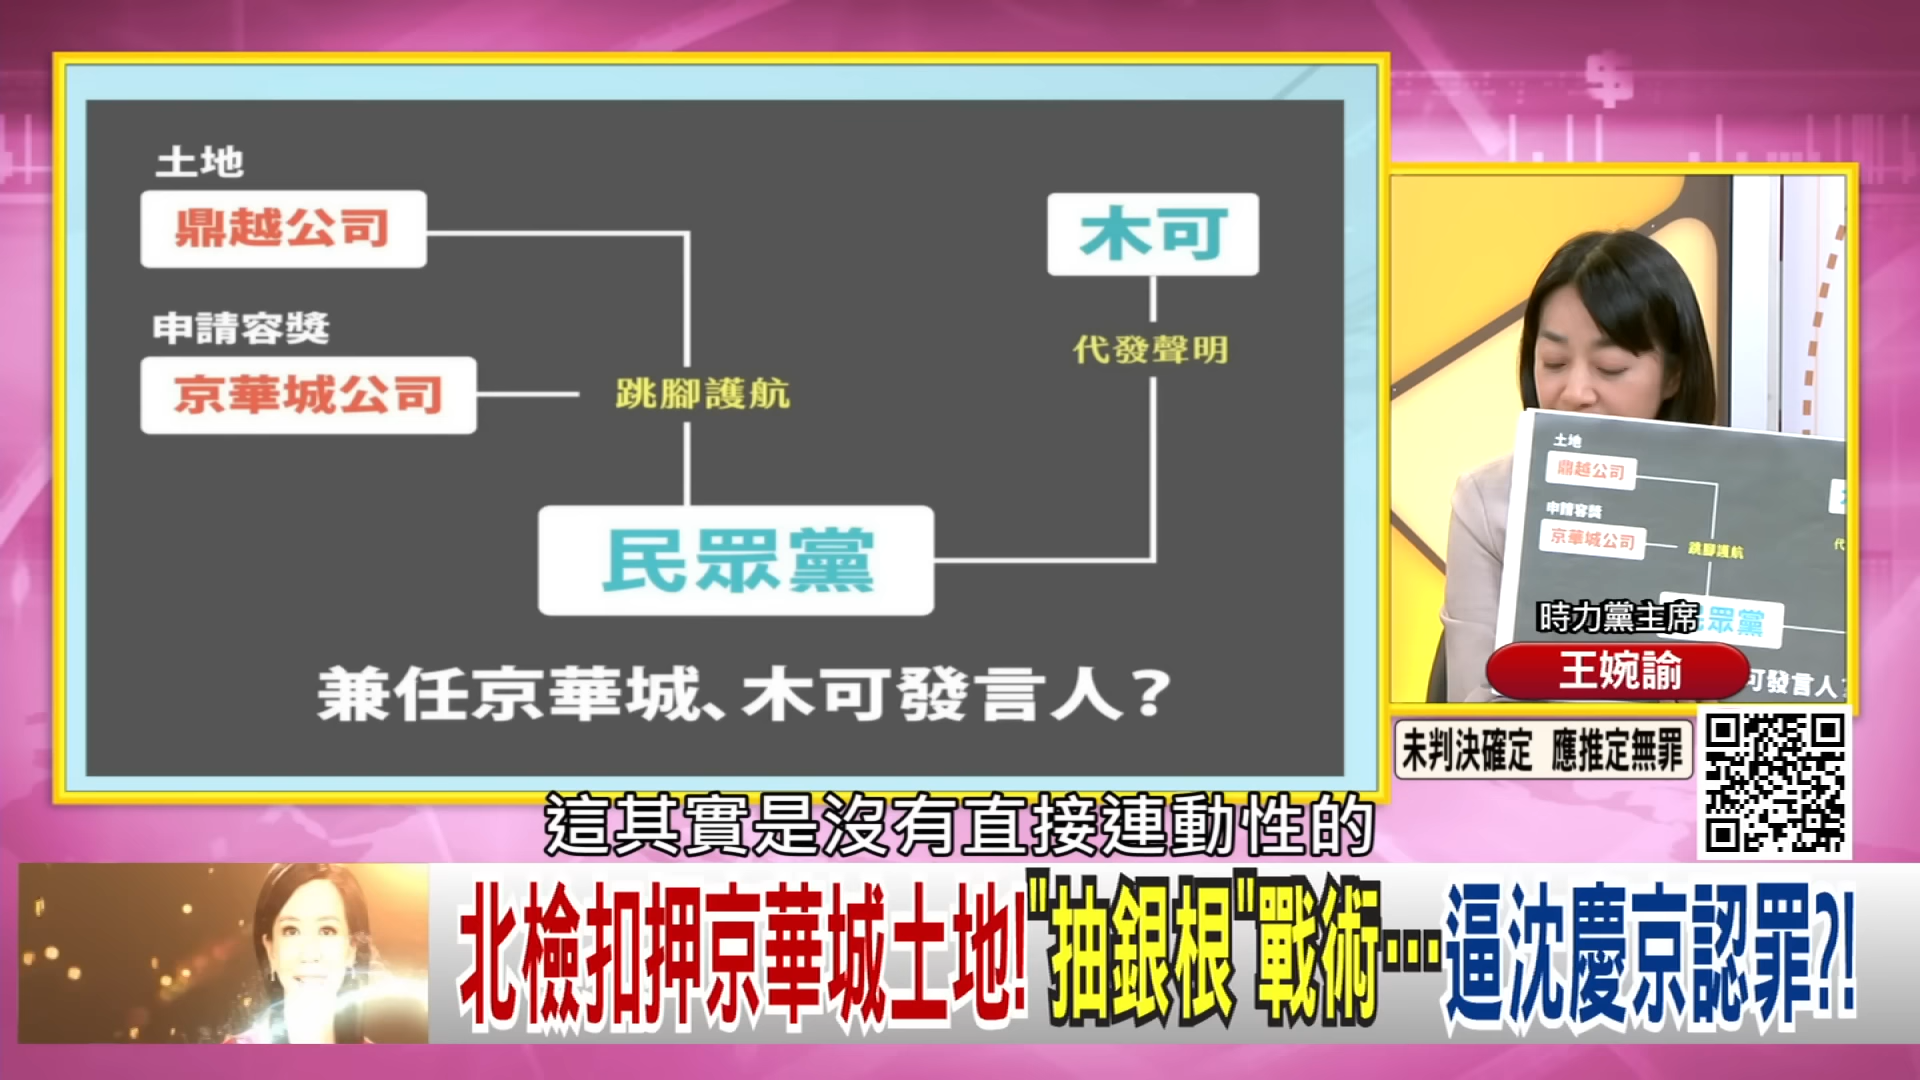 土地
鼎越公司
申請容獎
京華城公司
跳腳護航
木可
代發聲明
民眾黨
兼任京華城、木可發言人?
土地
鼎越公司
申請容獎
京華城公司
跳腳護航
代
眾黨
可發言人?
時力黨主席
王婉諭
未判決確定 應推定無罪
這其實是沒有直接連動性的
北檢扣押京華城土地!"抽銀根"戰術…逼沈慶京認罪?!